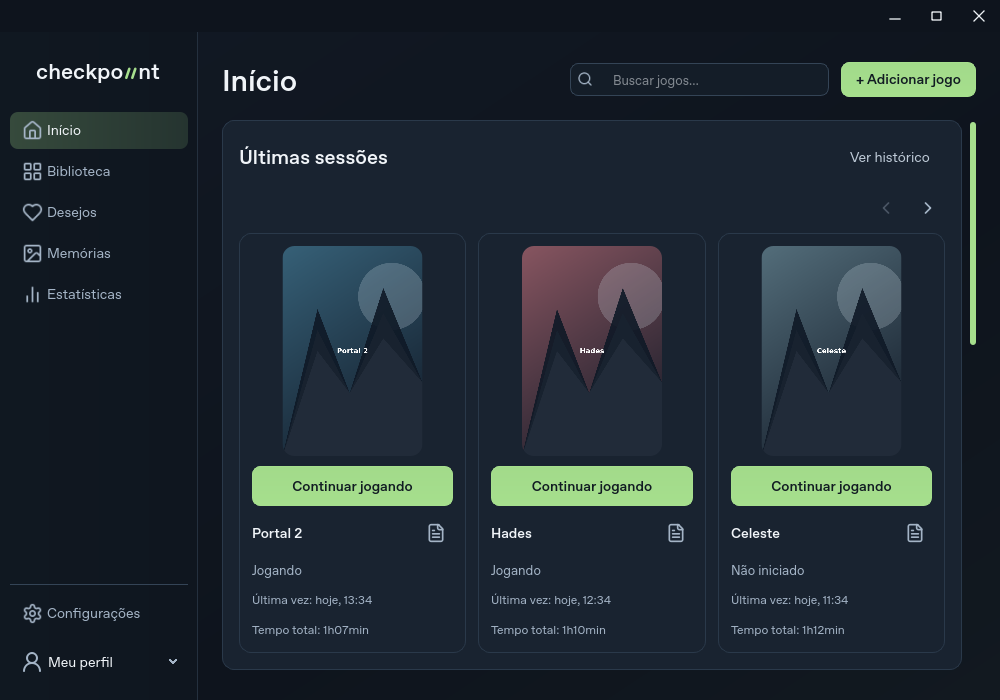 checkpoint
Início
Biblioteca
Desejos
Memórias
Estatísticas
Configurações
Meu perfil
Início
Buscar jogos...
+ Adicionar jogo
Últimas sessões
Ver histórico
Portal 2
Hades
Celeste
Continuar jogando
Continuar jogando
Continuar jogando
Portal 2
Hades
Celeste
Jogando
Jogando
Não iniciado
Última vez: hoje, 13:34
Última vez: hoje, 12:34
Última vez: hoje, 11:34
Tempo total: 1h07min
Tempo total: 1h10min
Tempo total: 1h12min